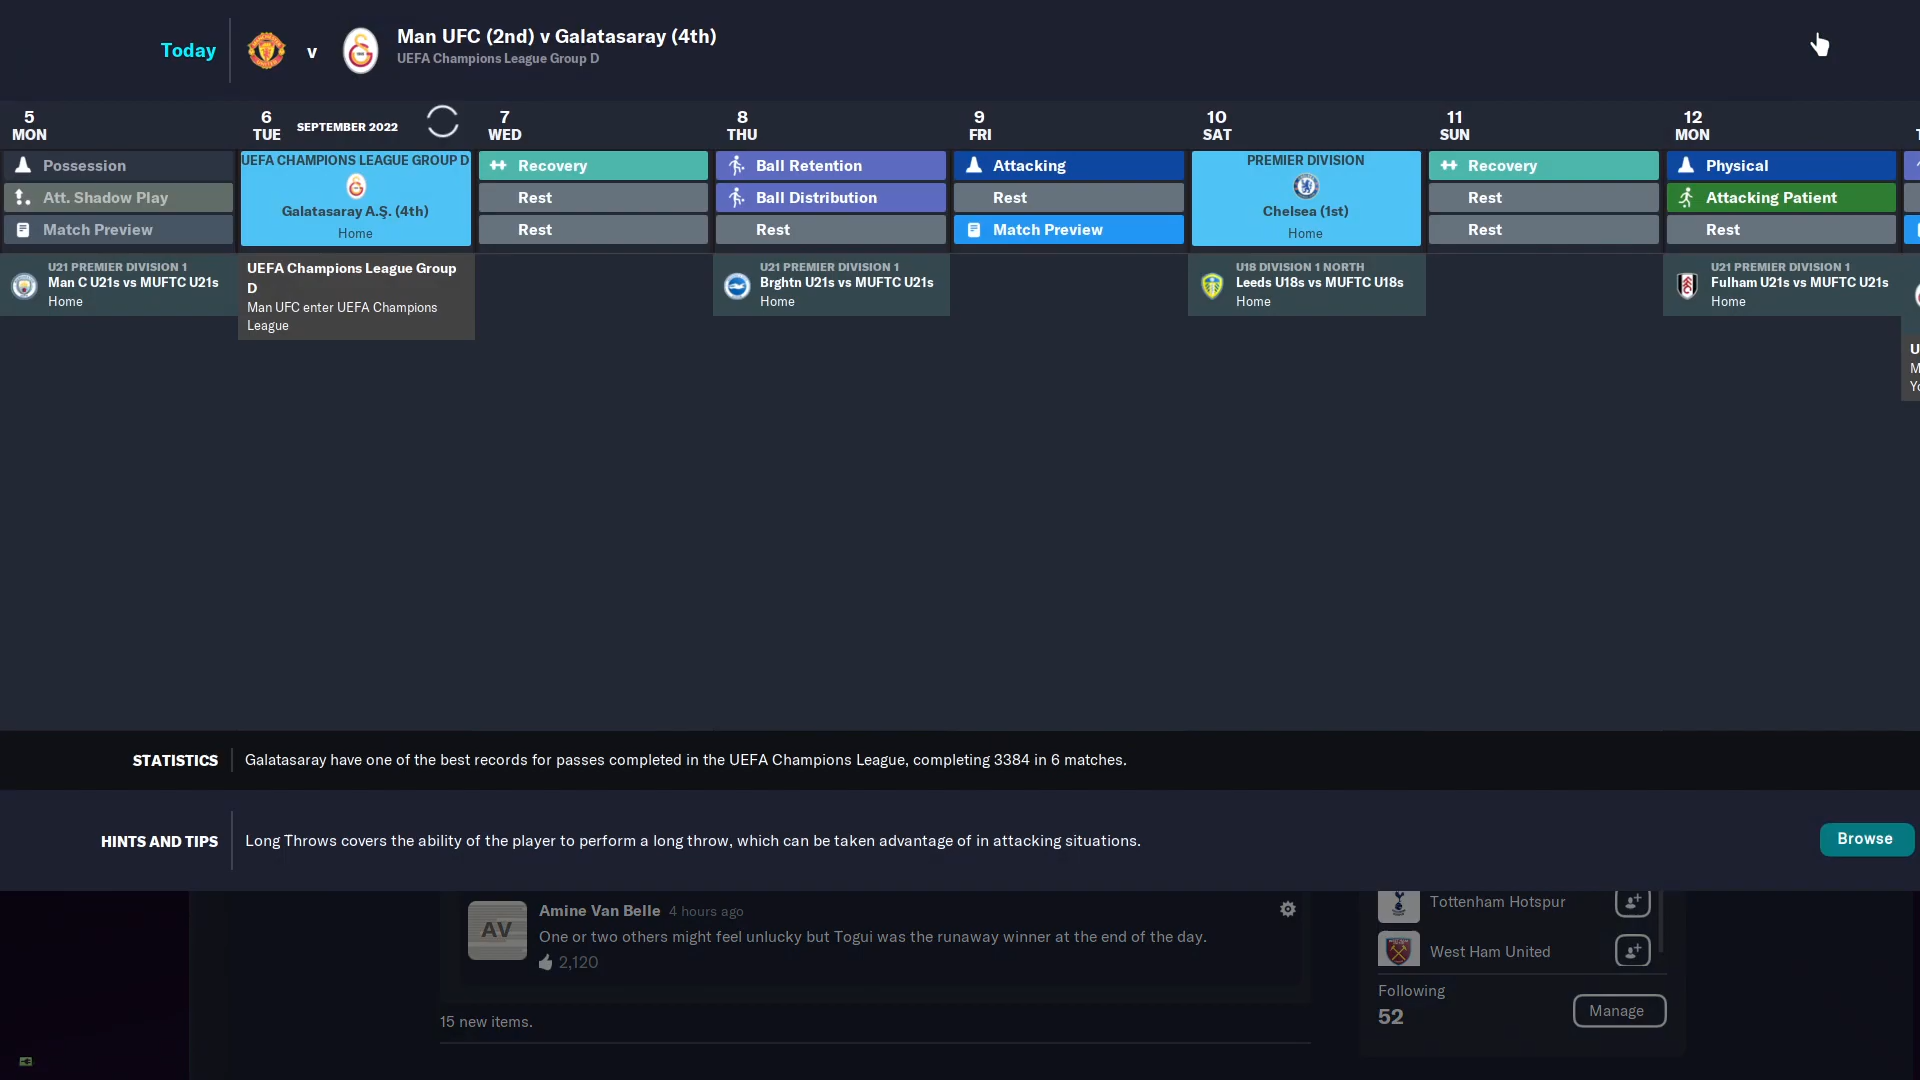 Today
v
Man UFC (2nd) v Galatasaray (4th)
UEFA Champions League Group D
5
MON
6
TUE
SEPTEMBER 2022
7
WED
8
THU
9
FRI
10
SAT
11
SUN
12
MON
Possession
Att. Shadow Play
Match Preview
UEFA CHAMPIONS LEAGUE GROUP D
Galatasaray A.Ş. (4th)
Home
Recovery
Rest
Rest
Ball Retention
Ball Distribution
Rest
Attacking
Rest
Match Preview
PREMIER DIVISION
Chelsea (1st)
Home
Recovery
Rest
Rest
Physical
Attacking Patient
Rest
U21 PREMIER DIVISION 1
Man C U21s vs MUFTC U21s
Home
UEFA Champions League Group
D
Man UFC enter UEFA Champions
League
U21 PREMIER DIVISION 1
Brghtn U21s vs MUFTC U21s
Home
U18 DIVISION 1 NORTH
Leeds U18s vs MUFTC U18s
Home
U21 PREMIER DIVISION 1
Fulham U21s vs MUFTC U21s
Home
STATISTICS
Galatasaray have one of the best records for passes completed in the UEFA Champions League, completing 3384 in 6 matches.
HINTS AND TIPS
Long Throws covers the ability of the player to perform a long throw, which can be taken advantage of in attacking situations.
Browse
AV
Amine Van Belle 4 hours ago
One or two others might feel unlucky but Togui was the runaway winner at the end of the day.
2,120
15 new items.
Tottenham Hotspur
West Ham United
Following
52
Manage